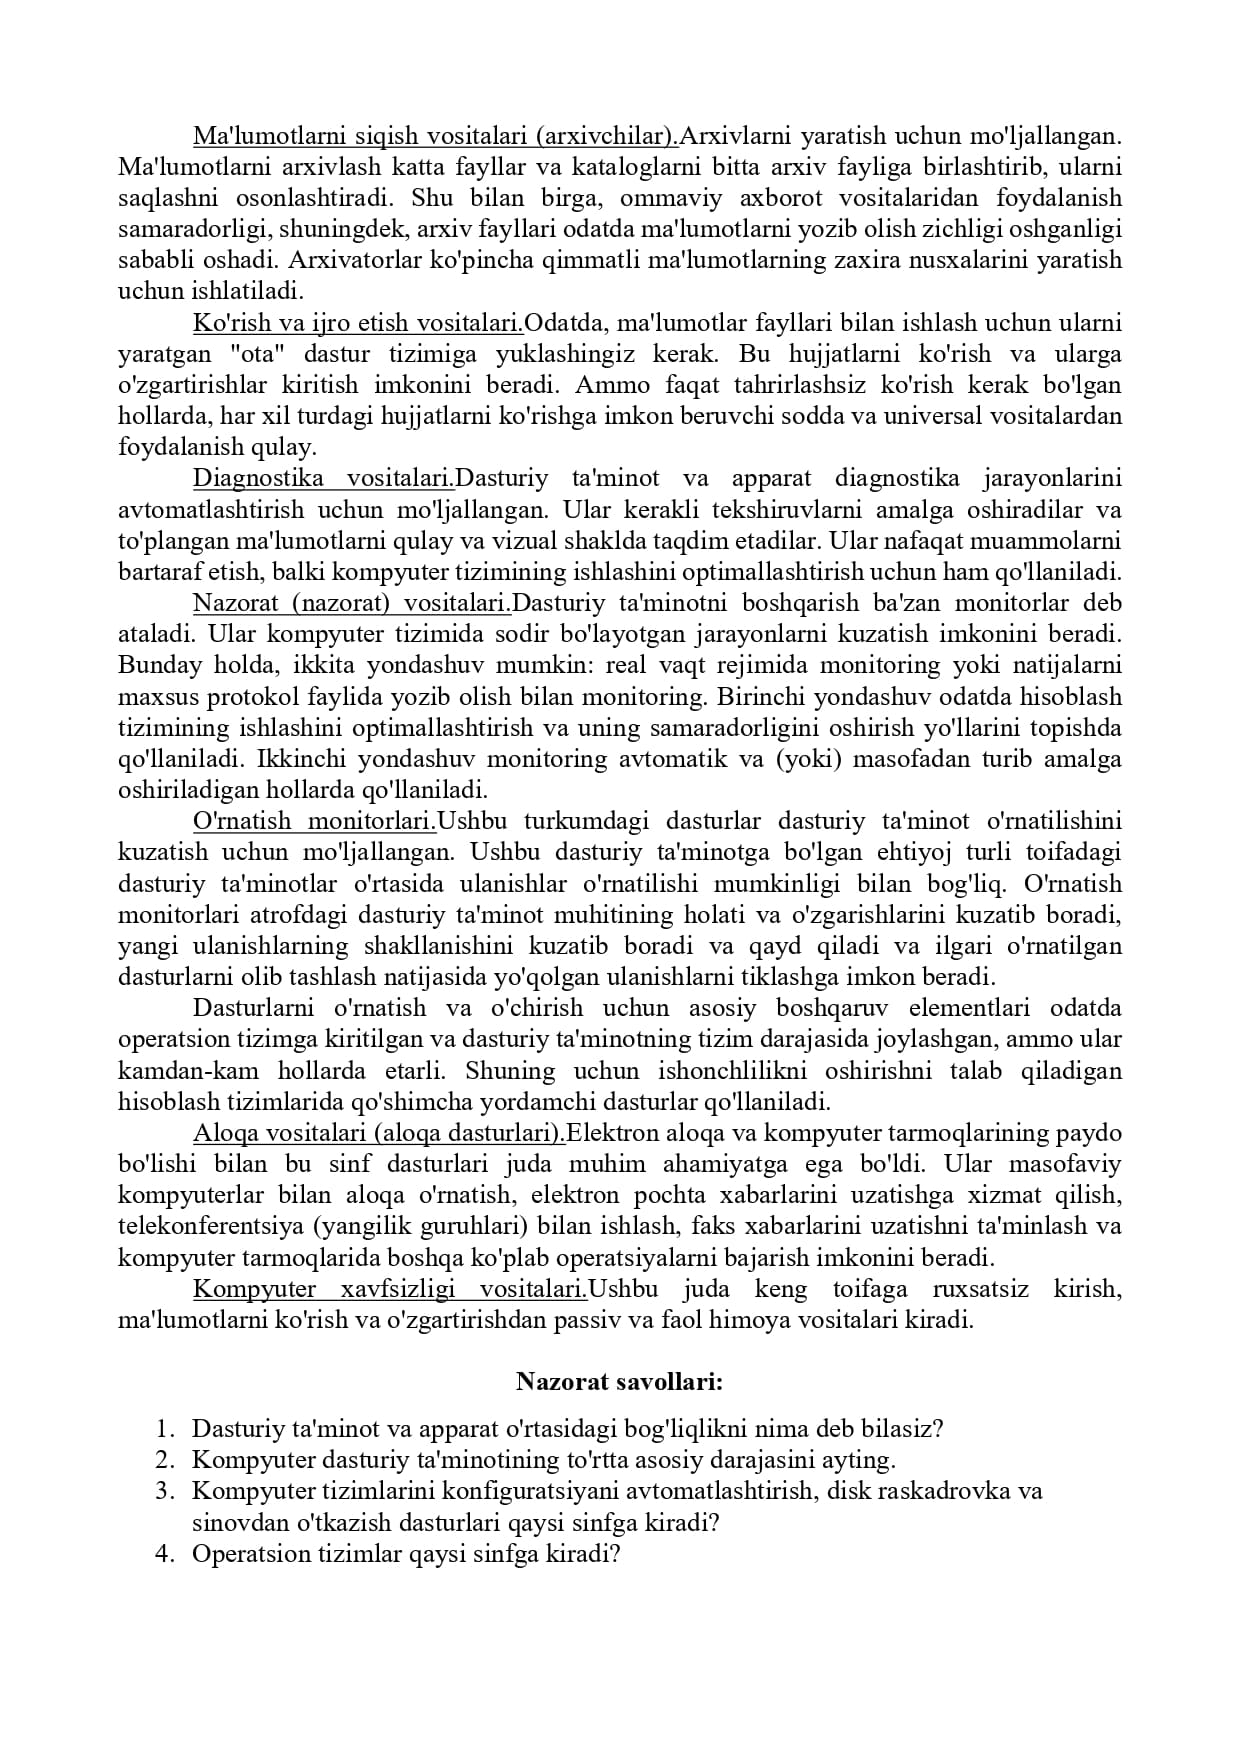 Ma'lumotlarni siqish vositalari (arxivchilar).Arxivlarni yaratish uchun mo'ljallangan.
Ma'lumotlarni arxivlash katta fayllar va kataloglarni bitta arxiv fayliga birlashtirib, ularni
saqlashni osonlashtiradi. Shu bilan birga, ommaviy axborot vositalaridan foydalanish
samaradorligi, shuningdek, arxiv fayllari odatda ma'lumotlarni yozib olish zichligi oshganligi
sababli oshadi. Arxivatorlar ko'pincha qimmatli ma'lumotlarning zaxira nusxalarini yaratish
uchun ishlatiladi.
Ko'rish va ijro etish vositalari.Odatda, ma'lumotlar fayllari bilan ishlash uchun ularni
yaratgan "ota" dastur tizimiga yuklashingiz kerak. Bu hujjatlarni ko'rish va ularga
o'zgartirishlar kiritish imkonini beradi. Ammo faqat tahrirlashsiz ko'rish kerak bo'lgan
hollarda, har xil turdagi hujjatlarni ko'rishga imkon beruvchi sodda va universal vositalardan
foydalanish qulay.
Diagnostika vositalari.Dasturiy ta'minot va apparat diagnostika jarayonlarini
avtomatlashtirish uchun mo'ljallangan. Ular kerakli tekshiruvlarni amalga oshiradilar va
to'plangan ma'lumotlarni qulay va vizual shaklda taqdim etadilar. Ular nafaqat muammolarni
bartaraf etish, balki kompyuter tizimining ishlashini optimallashtirish uchun ham qo'llaniladi.
Nazorat (nazorat) vositalari.Dasturiy ta'minotni boshqarish ba'zan monitorlar deb
ataladi. Ular kompyuter tizimida sodir bo'layotgan jarayonlarni kuzatish imkonini beradi.
Bunday holda, ikkita yondashuv mumkin: real vaqt rejimida monitoring yoki natijalarni
maxsus protokol faylida yozib olish bilan monitoring. Birinchi yondashuv odatda hisoblash
tizimining ishlashini optimallashtirish va uning samaradorligini oshirish yo'llarini topishda
qo'llaniladi. Ikkinchi yondashuv monitoring avtomatik va (yoki) masofadan turib amalga
oshiriladigan hollarda qo'llaniladi.
O'rnatish monitorlari.Ushbu turkumdagi dasturlar dasturiy ta'minot o'rnatilishini
kuzatish uchun mo'ljallangan. Ushbu dasturiy ta'minotga bo'lgan ehtiyoj turli toifadagi
dasturiy ta'minotlar o'rtasida ulanishlar o'rnatilishi mumkinligi bilan bog'liq. O'rnatish
monitorlari atrofdagi dasturiy ta'minot muhitining holati va o'zgarishlarini kuzatib boradi,
yangi ulanishlarning shakllanishini kuzatib boradi va qayd qiladi va ilgari o'rnatilgan
dasturlarni olib tashlash natijasida yo'qolgan ulanishlarni tiklashga imkon beradi.
Dasturlarni o'rnatish va o'chirish uchun asosiy boshqaruv elementlari odatda
operatsion tizimga kiritilgan va dasturiy ta'minotning tizim darajasida joylashgan, ammo ular
kamdan-kam hollarda etarli. Shuning uchun ishonchlilikni oshirishni talab qiladigan
hisoblash tizimlarida qo'shimcha yordamchi dasturlar qo'llaniladi.
Aloqa vositalari (aloqa dasturlari).Elektron aloqa va kompyuter tarmoqlarining paydo
bo'lishi bilan bu sinf dasturlari juda muhim ahamiyatga ega bo'ldi. Ular masofaviy
kompyuterlar bilan aloqa o'rnatish, elektron pochta xabarlarini uzatishga xizmat qilish,
telekonferentsiya (yangilik guruhlari) bilan ishlash, faks xabarlarini uzatishni ta'minlash va
kompyuter tarmoqlarida boshqa ko'plab operatsiyalarni bajarish imkonini beradi.
Kompyuter xavfsizligi vositalari.Ushbu juda keng toifaga ruxsatsiz kirish,
ma'lumotlarni ko'rish va o'zgartirishdan passiv va faol himoya vositalari kiradi.
Nazorat savollari:
1. Dasturiy ta'minot va apparat o'rtasidagi bog'liqlikni nima deb bilasiz?
2. Kompyuter dasturiy ta'minotining to'rtta asosiy darajasini ayting.
3. Kompyuter tizimlarini konfiguratsiyani avtomatlashtirish, disk raskadrovka va
sinovdan o'tkazish dasturlari qaysi sinfga kiradi?
4. Operatsion tizimlar qaysi sinfga kiradi?